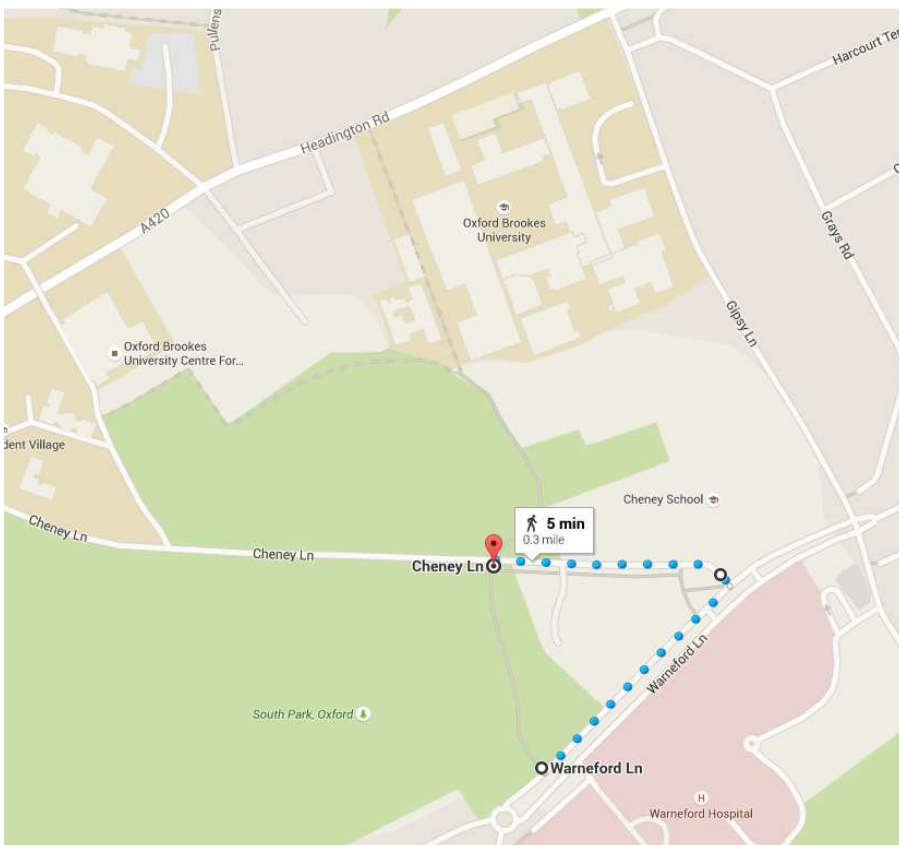 Pullens
Harcourt Ter
Headington Rd
A420
Oxford Brookes
University
Grays Rd
Gipsy Ln
Oxford Brookes
University Centre For...
dent Village
Cheney School
Cheney Ln
5 min
0.3 mile
Cheney Ln
Cheney Ln
Warneford Ln
South Park, Oxford
Warneford Ln
H
Warneford Hospital